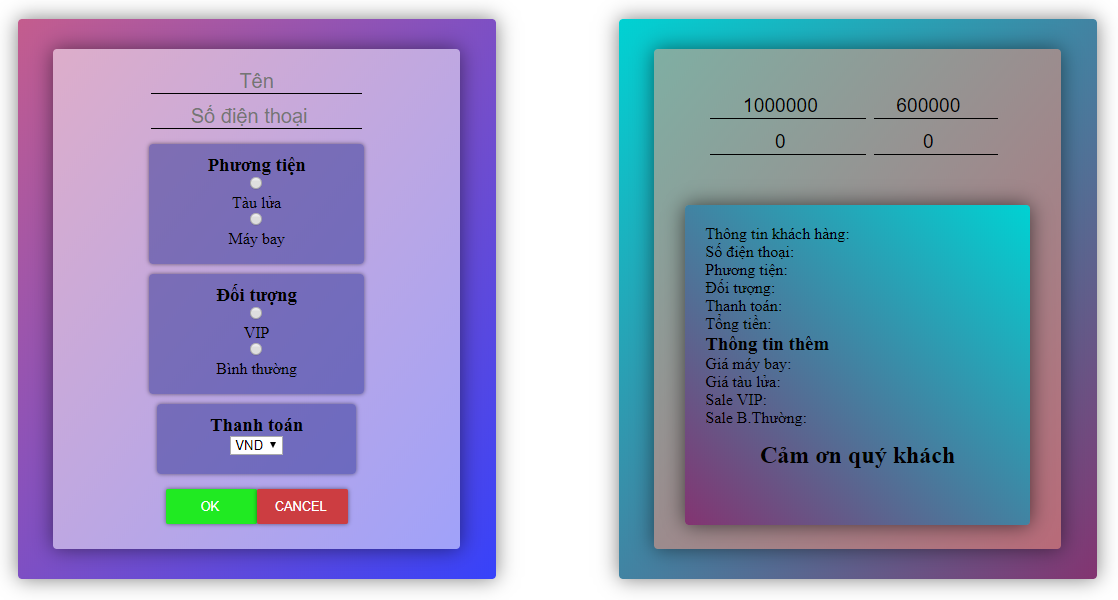 Tên
Số điện thoại
Phương tiện
Tàu lửa
Máy bay
Đối tượng
VIP
Bình thường
Thanh toán
VND
OK CANCEL
1000000 600000
0 0
Thông tin khách hàng:
Số điện thoại:
Phương tiện:
Đối tượng:
Thanh toán:
Tổng tiền:
Thông tin thêm
Giá máy bay:
Giá tàu lửa:
Sale VIP:
Sale B.Thường:
Cảm ơn quý khách